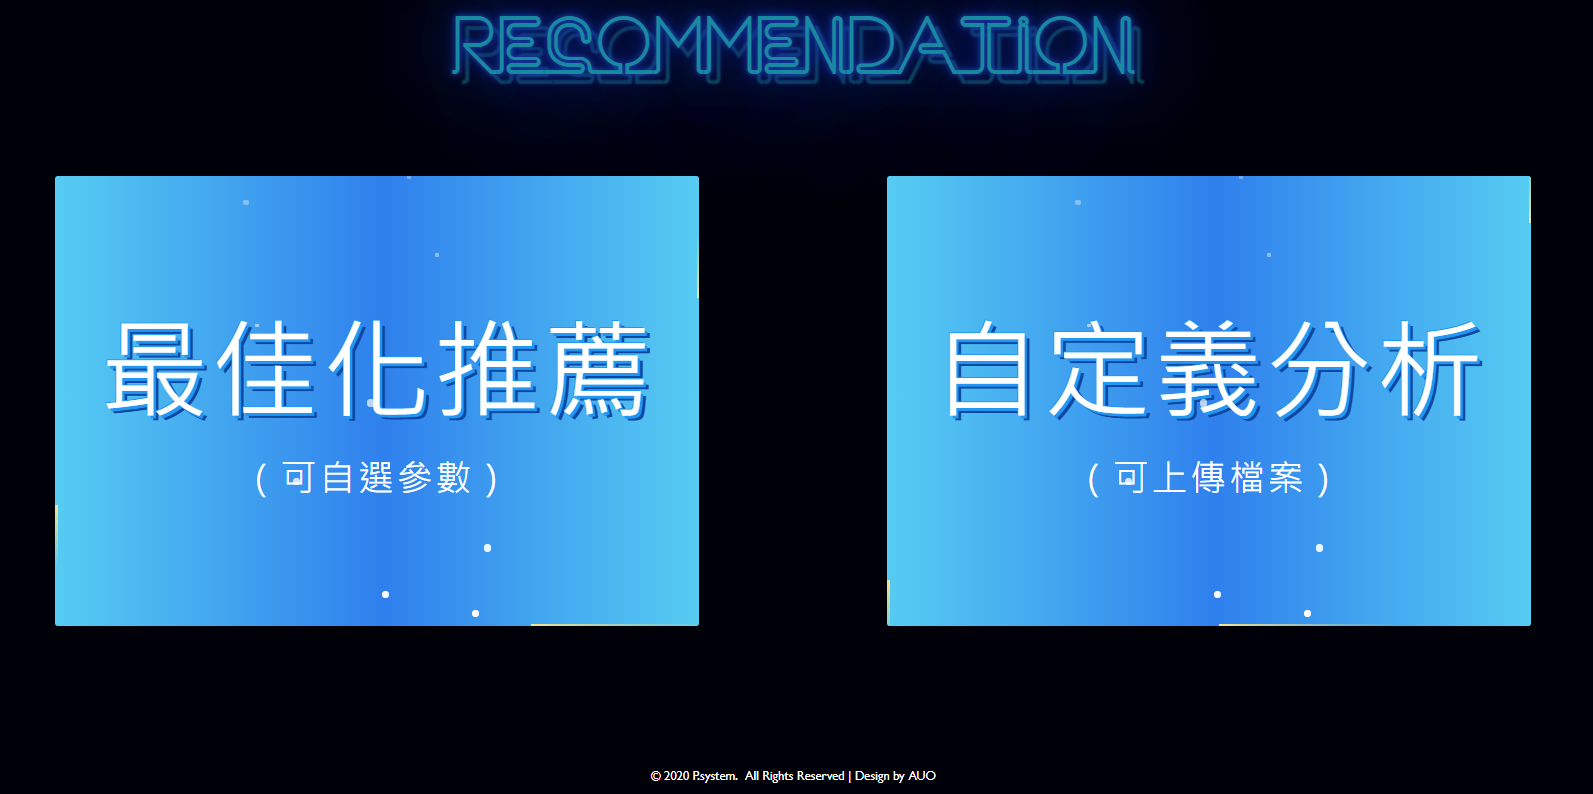 RECOMMENDATION
最佳化推薦
( 可自選參數 )
自定義分析
( 可上傳檔案 )
© 2020 P.system. All Rights Reserved | Design by AUO